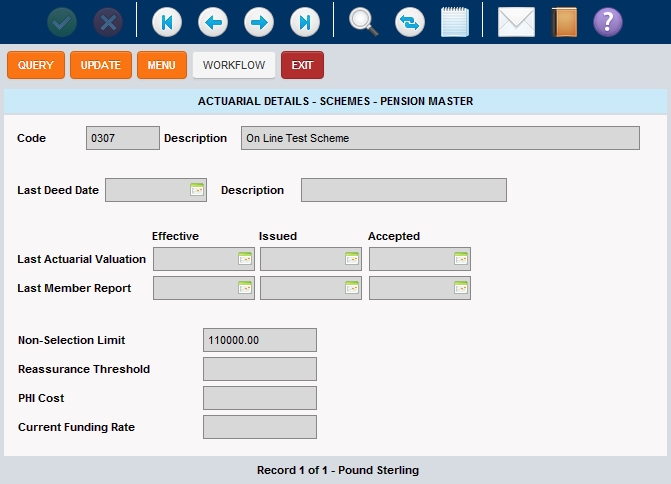 QUERY UPDATE MENU WORKFLOW EXIT
ACTUARIAL DETAILS - SCHEMES - PENSION MASTER
Code 0307 Description On Line Test Scheme
Last Deed Date Description
Effective Issued Accepted
Last Actuarial Valuation
Last Member Report
Non-Selection Limit 110000.00
Reassurance Threshold
PHI Cost
Current Funding Rate
Record 1 of 1 - Pound Sterling